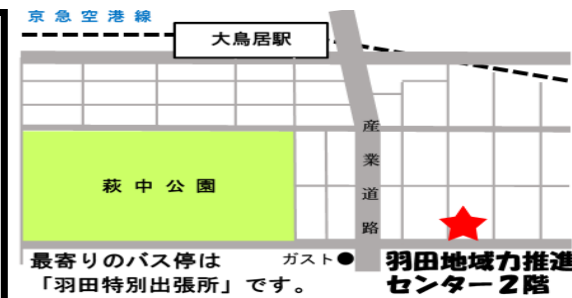 京急空港線
大鳥居駅
産業道路
萩中公園
ガスト
最寄りのバス停は
「羽田特別出張所」です。
羽田地域力推進
センター2階